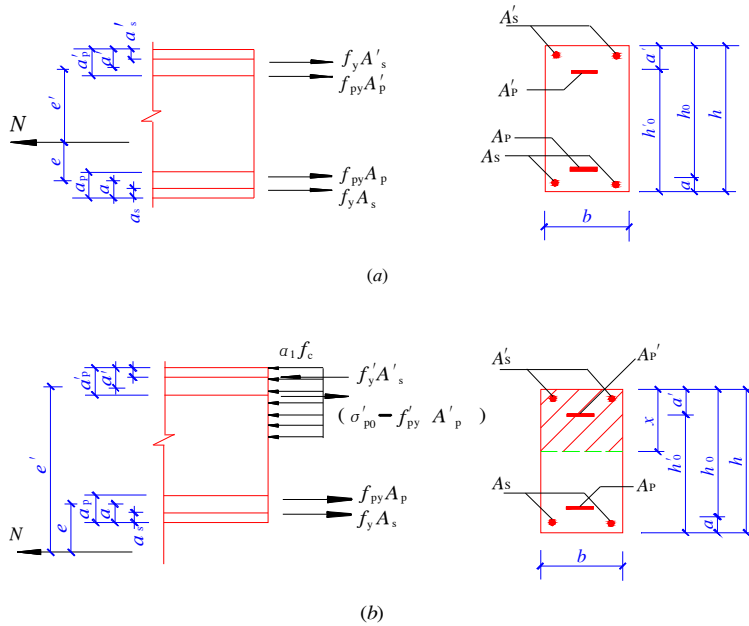 a'p a' a's
e'
N
e
ap a as
fyA's
fpyA'p
fpyAp
fyAs
A's
A'P
AP
AS
b
a' h'0 h0 h
a
(a)
α1fc
a'p a'
f'yA's
(σ'p0−f'py A'p)
e'
e
N
ap a as
fpyAp
fyAs
A's
AP'
AS
AP
x
a' h'0 h0 h
a
b
(b)